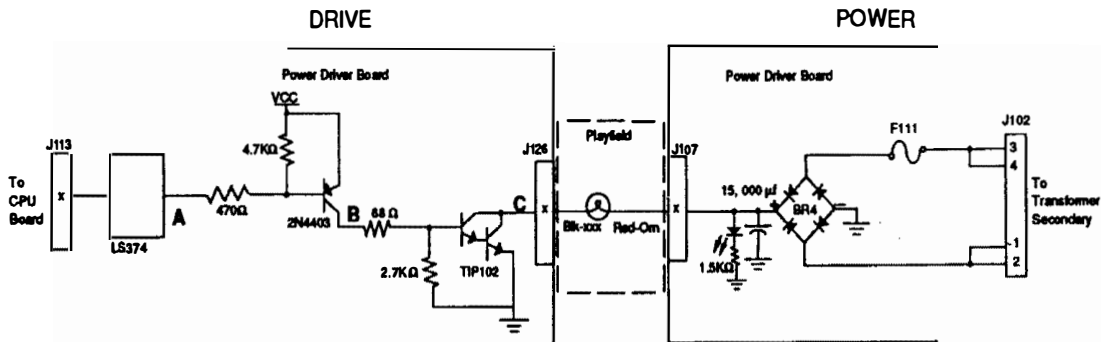 DRIVE
POWER
Power Driver Board
Power Driver Board
VCC
Playfield
F111
J102
J113
4.7KΩ
J126
J107
3
4
To
CPU
Board
x
A
470Ω
2N4403
B
68 Ω
C
x
Blk-xxx
Red-Orn
x
15, 000 µf
BR4
To
Transformer
Secondary
LS374
2.7KΩ
TIP102
1.5KΩ
1
2